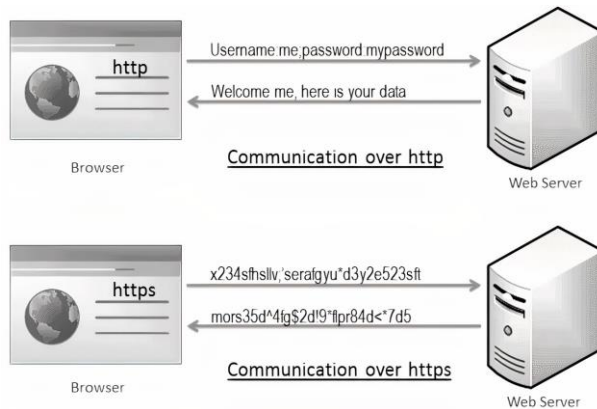 http
Username:me,password:mypassword
Welcome me, here is your data
Browser
Communication over http
Web Server
https
x234sfhsllv,'serafgyu*d3y2e523sft
mors35d^4fg$2d!9"flpr84d<*7d5
Browser
Communication over https
Web Server